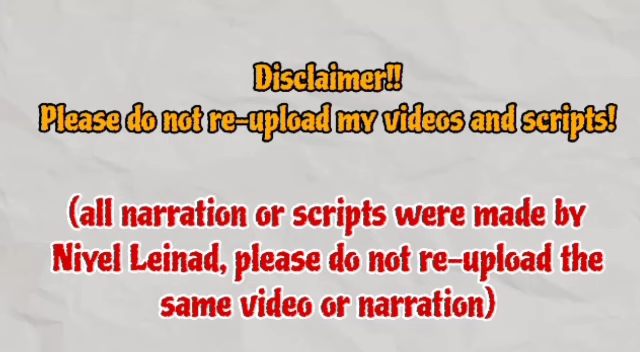 Disclaimer!!
Please do not re-upload my videos and scripts!
(all narration or scripts were made by
Nivel Leinad, please do not re-upload the
same video or narration)